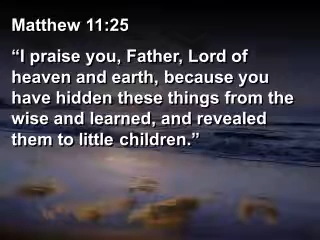 Matthew 11:25
“I praise you, Father, Lord of
heaven and earth, because you
have hidden these things from the
wise and learned, and revealed
them to little children.”